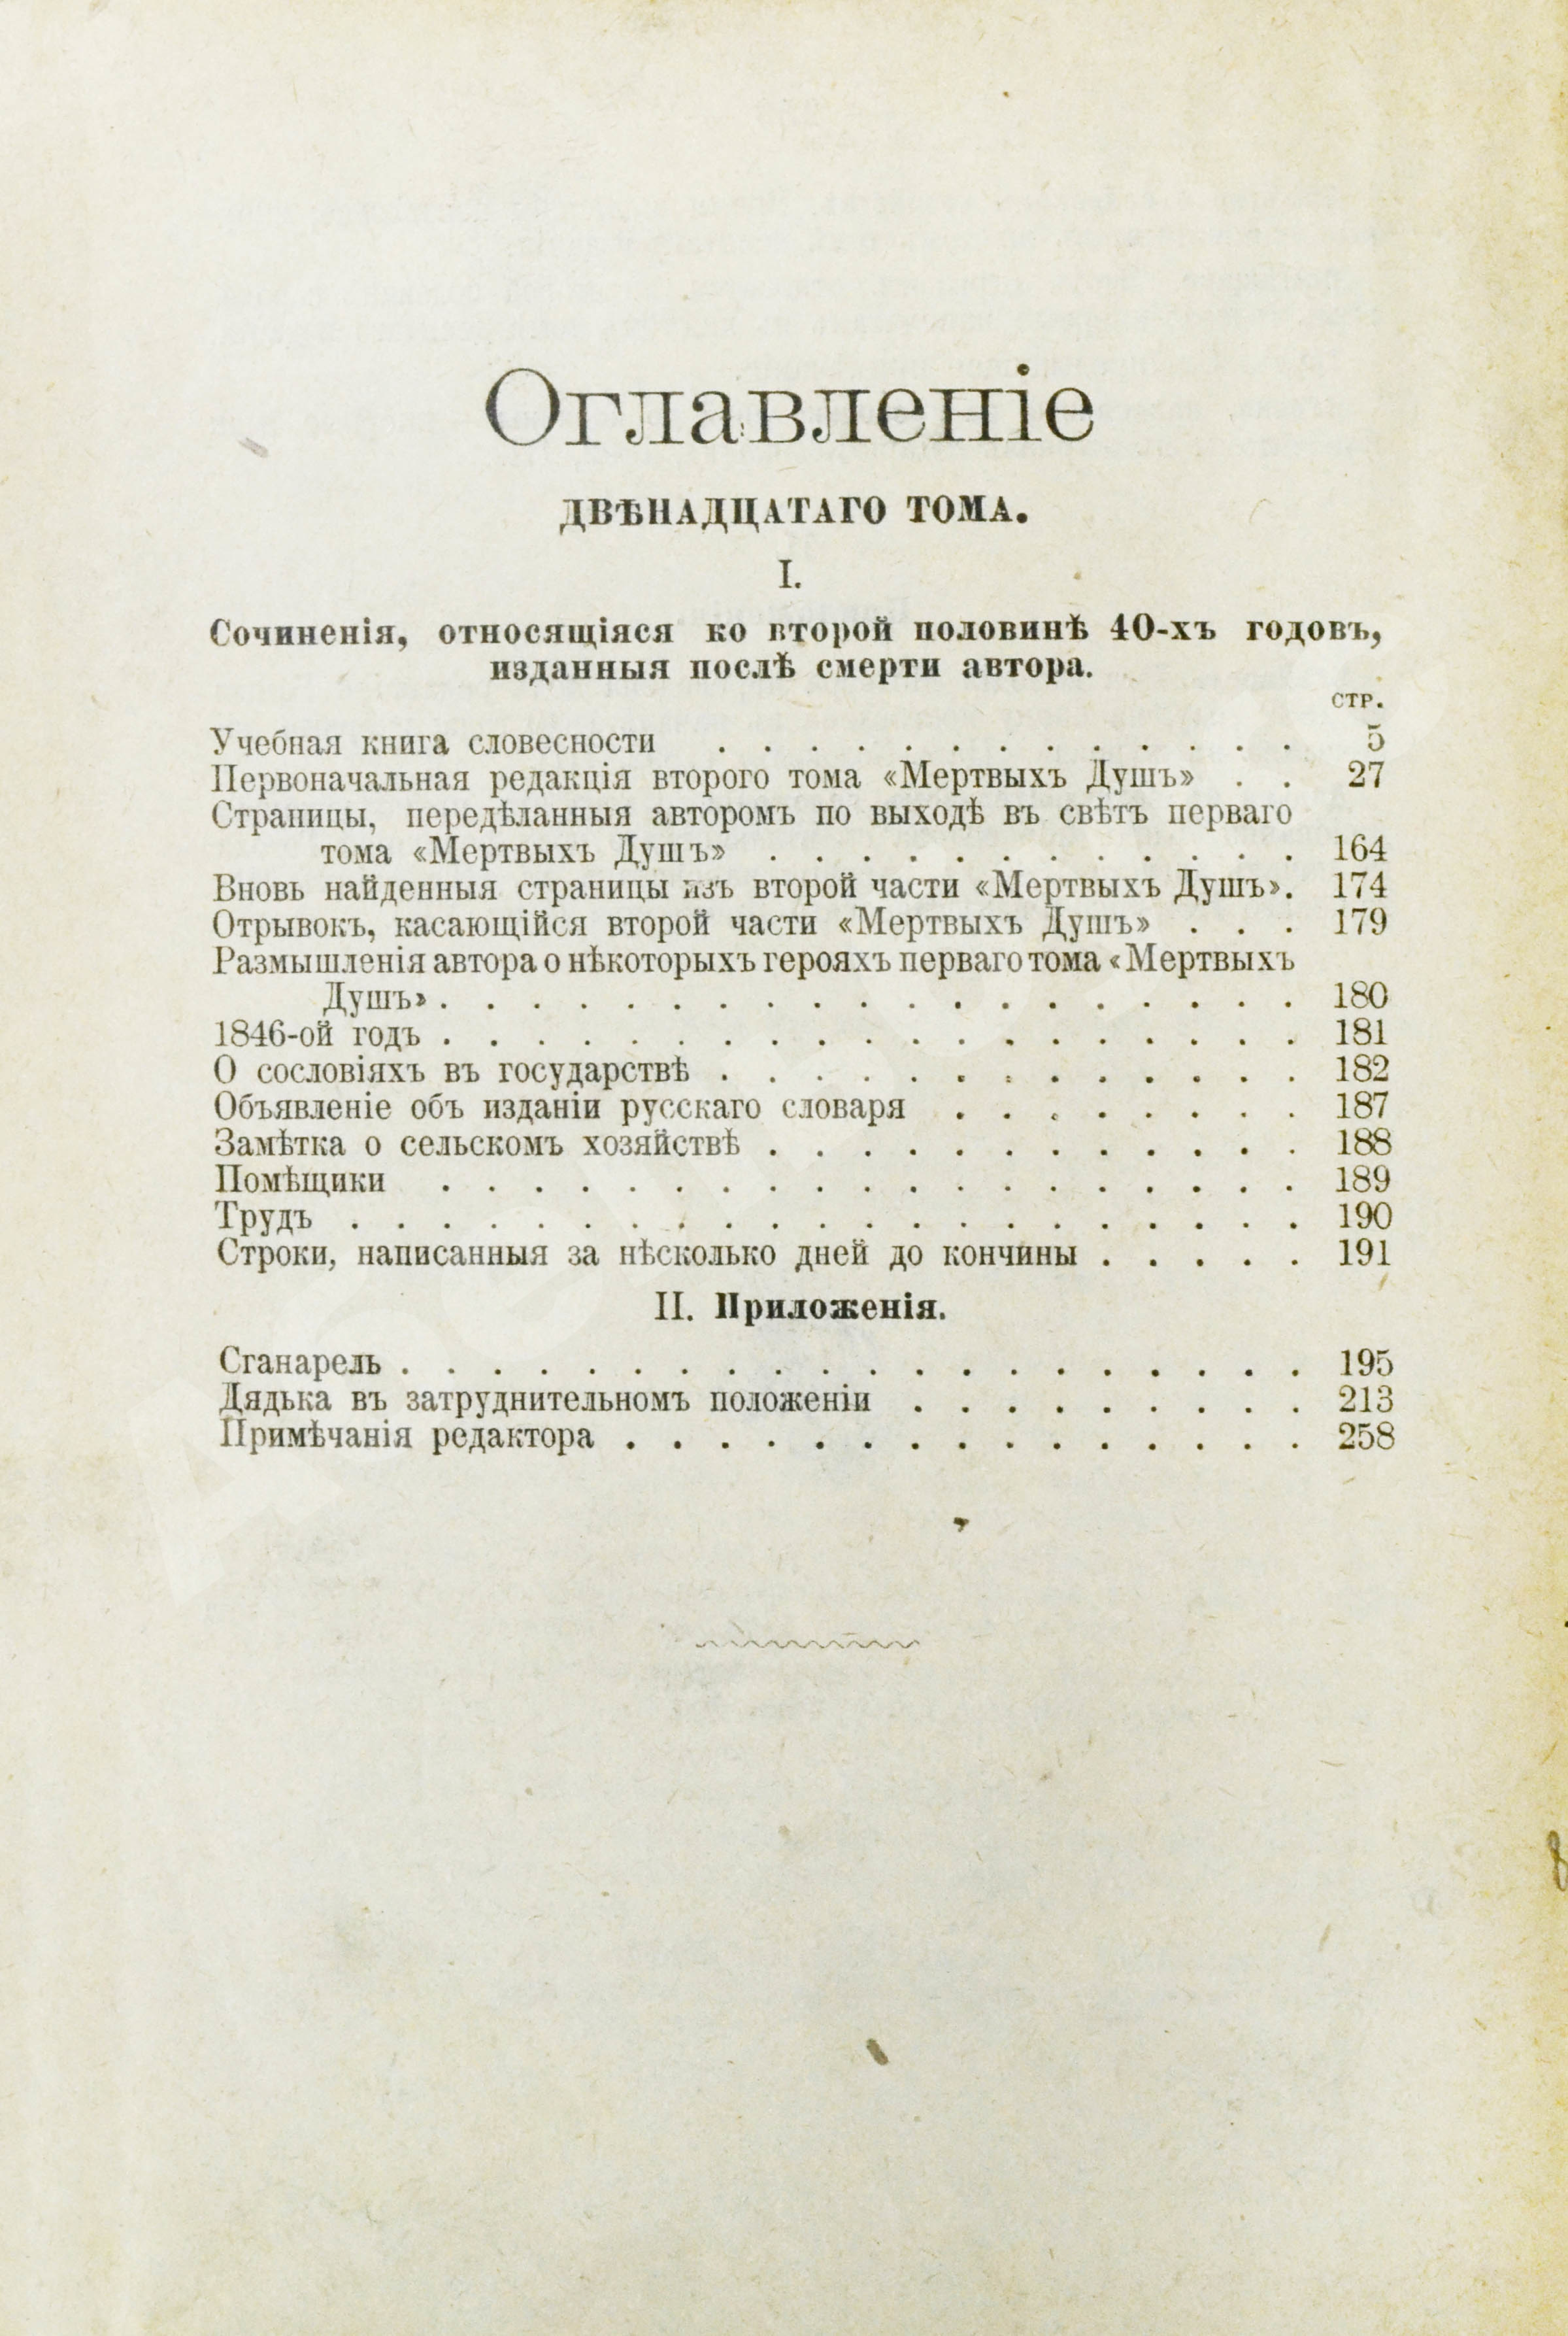 Оглавленіе
ДВѢНАДЦАТАГО ТОМА.
I.
Сочиненія, относящіяся ко второй половинѣ 40-хъ годовъ,
изданныя послѣ смерти автора.
СТР.
Учебная книга словесности . . . . . . . . . . . . . 5
Первоначальная редакція второго тома «Мертвыхъ Душъ» . . 27
Страницы, передѣланныя авторомъ по выходѣ въ свѣтъ перваго
тома «Мертвыхъ Душъ» . . . . . . . . . . . . 164
Вновь найденныя страницы изъ второй части «Мертвыхъ Душъ». 174
Отрывокъ, касающійся второй части «Мертвыхъ Душъ» . . . 179
Размышленія автора о нѣкоторыхъ герояхъ перваго тома «Мертвыхъ
Душъ» . . . . . . . . . . . . . . . . . . . 180
1846-ой годъ . . . . . . . . . . . . . . . . . . . 181
О сословіяхъ въ государствѣ . . . . . . . . . . . . . 182
Объявленіе объ изданіи русскаго словаря . . . . . . . . 187
Замѣтка о сельскомъ хозяйствѣ . . . . . . . . . . . . 188
Помѣщики . . . . . . . . . . . . . . . . . . . 189
Трудъ . . . . . . . . . . . . . . . . . . . . . 190
Строки, написанныя за нѣсколько дней до кончины . . . . . 191
II. Приложенія.
Сганарель . . . . . . . . . . . . . . . . . . . . 195
Дядька въ затруднительномъ положеніи . . . . . . . . . 213
Примѣчанія редактора . . . . . . . . . . . . . . . 258